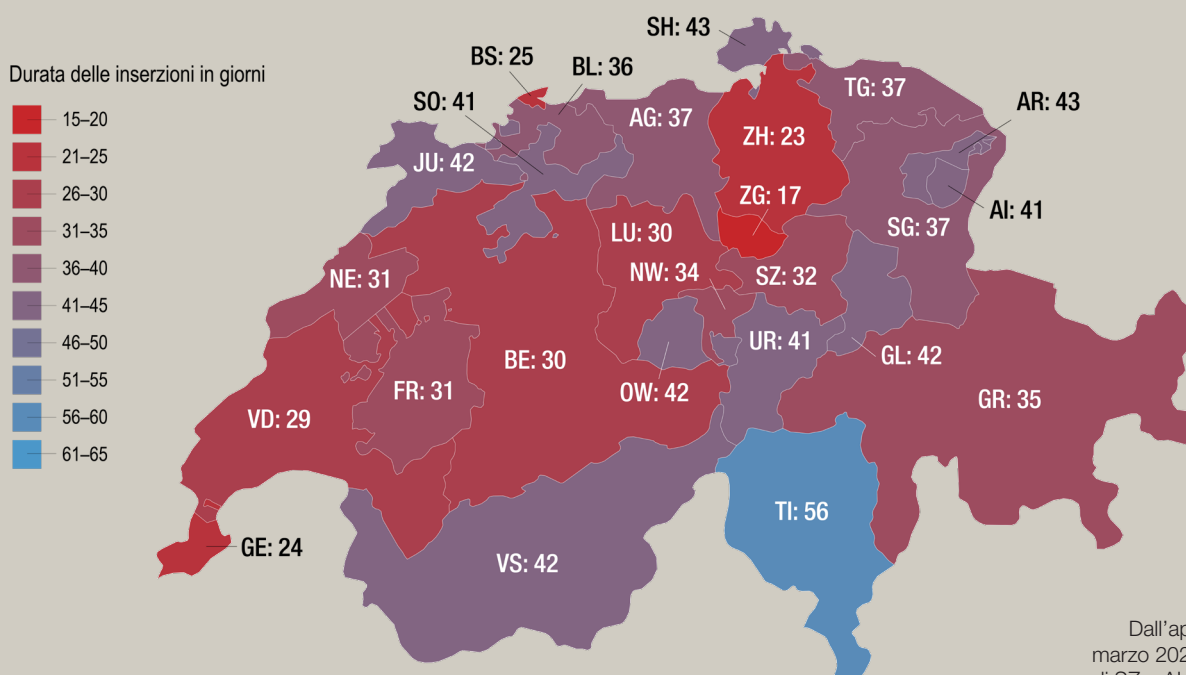 Durata delle inserzioni in giorni
15–20
21–25
26–30
31–35
36–40
41–45
46–50
51–55
56–60
61–65
SH: 43
BS: 25
BL: 36
SO: 41
AG: 37
TG: 37
AR: 43
JU: 42
ZH: 23
ZG: 17
AI: 41
LU: 30
SG: 37
NE: 31
NW: 34
SZ: 32
UR: 41
GL: 42
BE: 30
FR: 31
OW: 42
GR: 35
VD: 29
TI: 56
GE: 24
VS: 42
Dall'ap
marzo 202